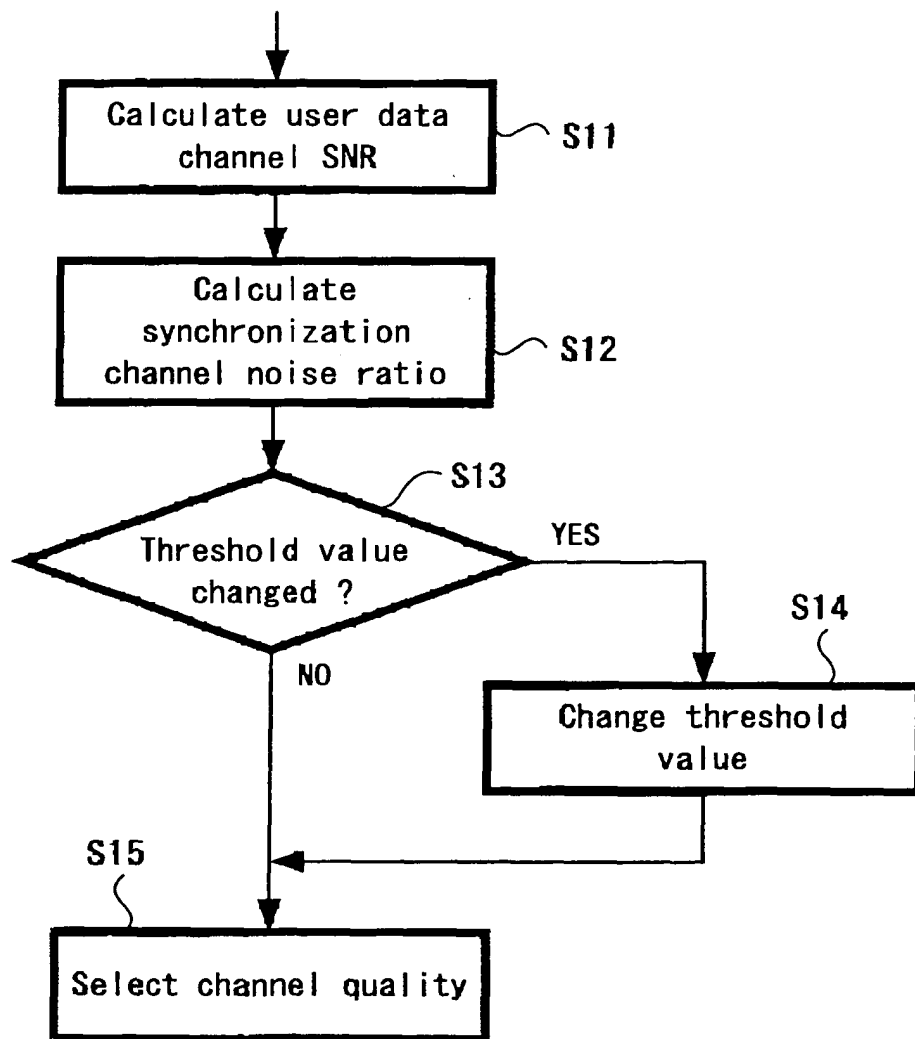 Calculate user data
channel SNR
S11
Calculate
synchronization
channel noise ratio
S12
S13
Threshold value
changed ?
YES
NO
S14
Change threshold
value
S15
Select channel quality